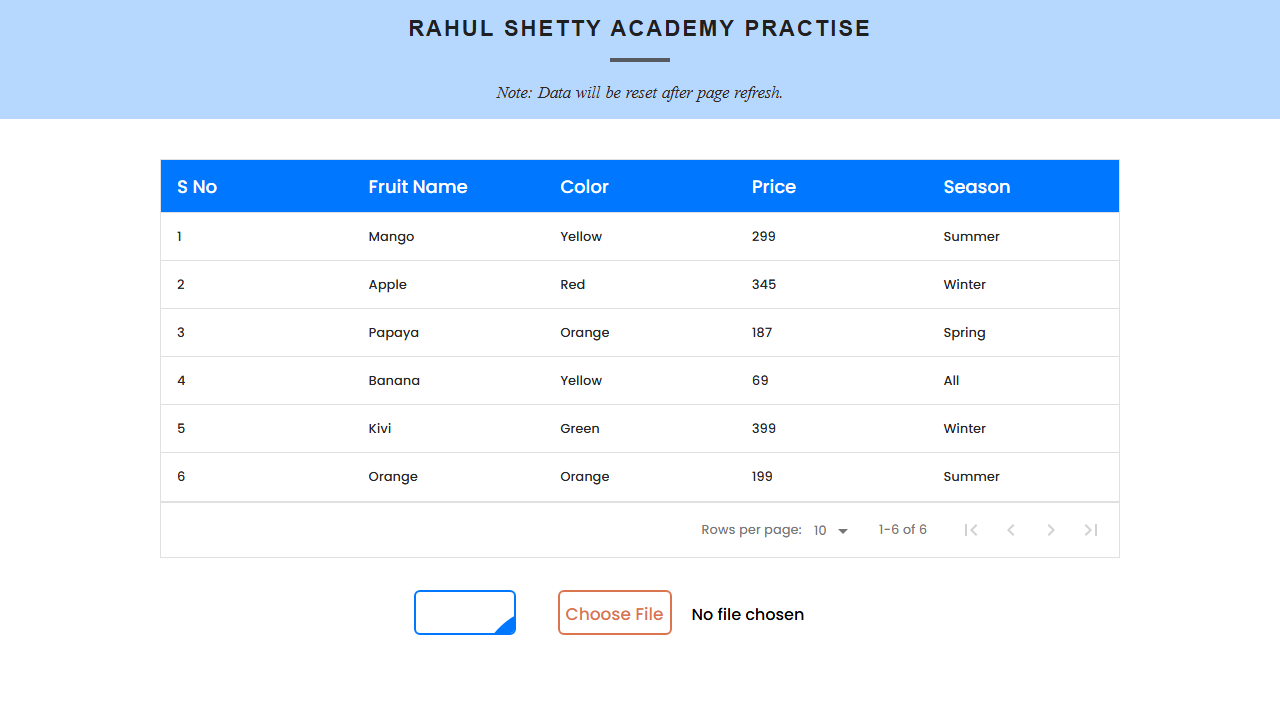 RAHUL SHETTY ACADEMY PRACTISE
Note: Data will be reset after page refresh.
S No Fruit Name Color Price Season
1 Mango Yellow 299 Summer
2 Apple Red 345 Winter
3 Papaya Orange 187 Spring
4 Banana Yellow 69 All
5 Kivi Green 399 Winter
6 Orange Orange 199 Summer
Rows per page: 10 1-6 of 6
Choose File No file chosen